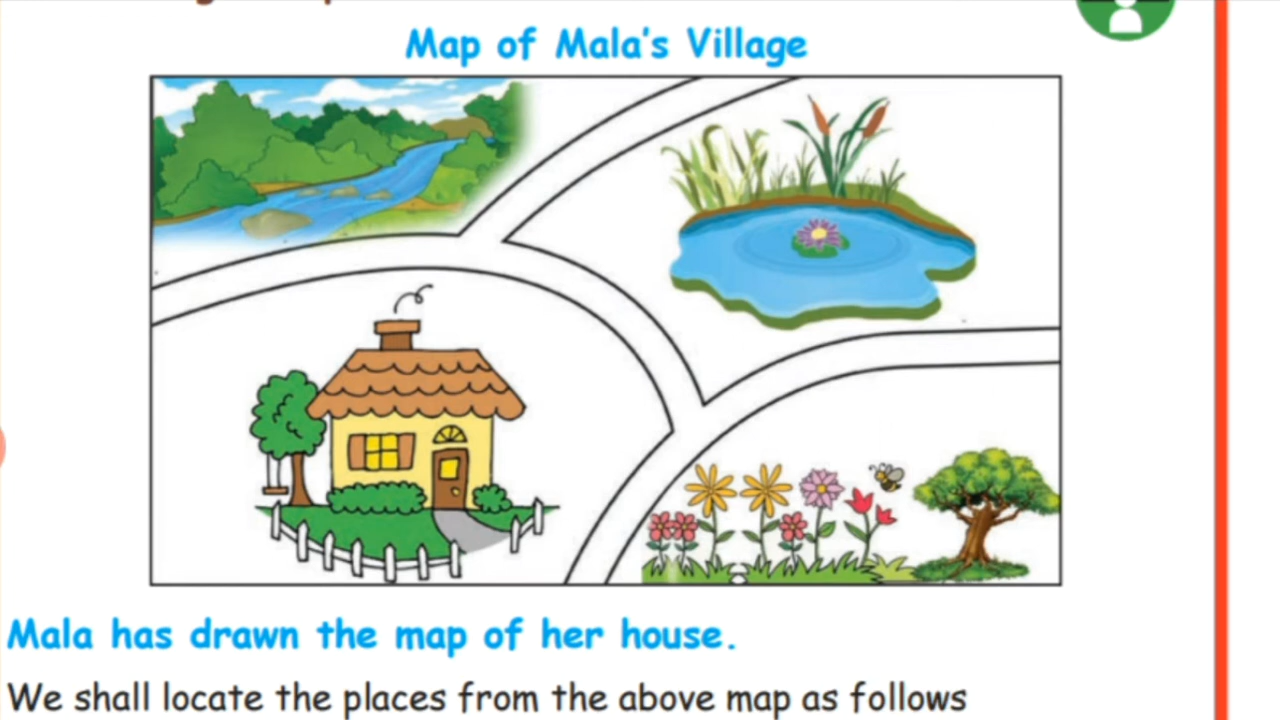 Map of Mala's Village
Mala has drawn the map of her house.
We shall locate the places from the above map as follows